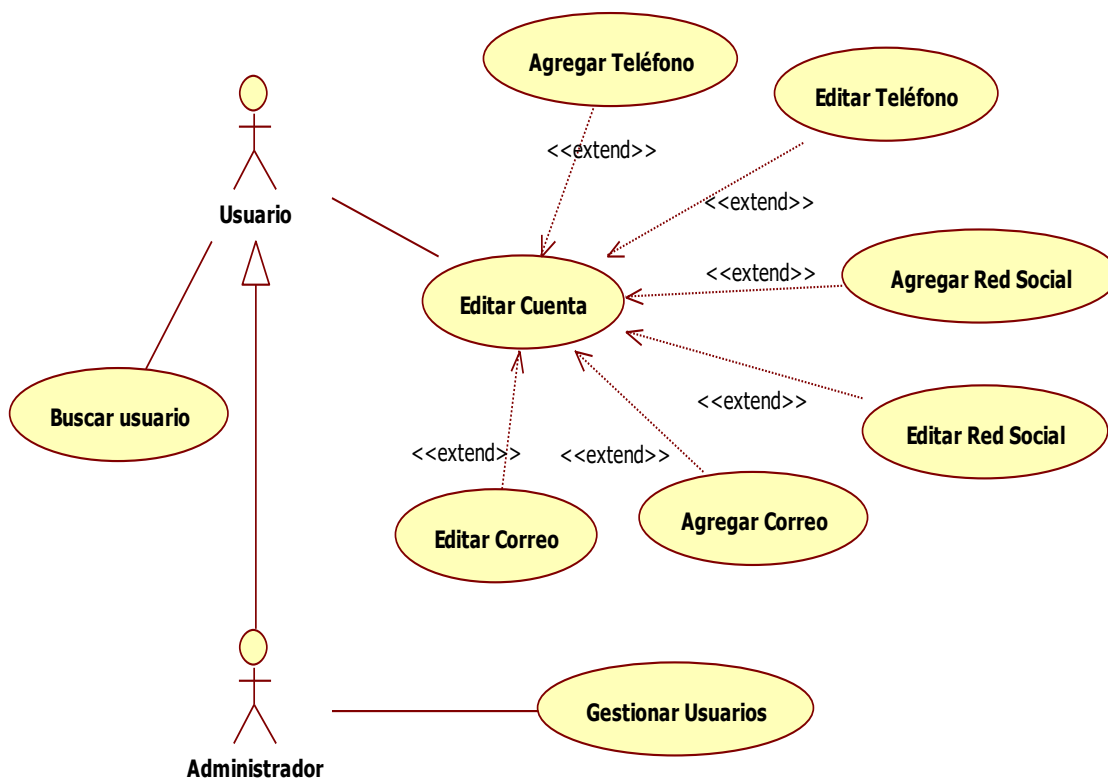 Agregar Teléfono
Editar Teléfono
<<extend>>
<<extend>>
Usuario
Agregar Red Social
<<extend>>
Editar Cuenta
<<extend>>
Buscar usuario
Editar Red Social
<<extend>>
<<extend>>
Agregar Correo
Editar Correo
Gestionar Usuarios
Administrador